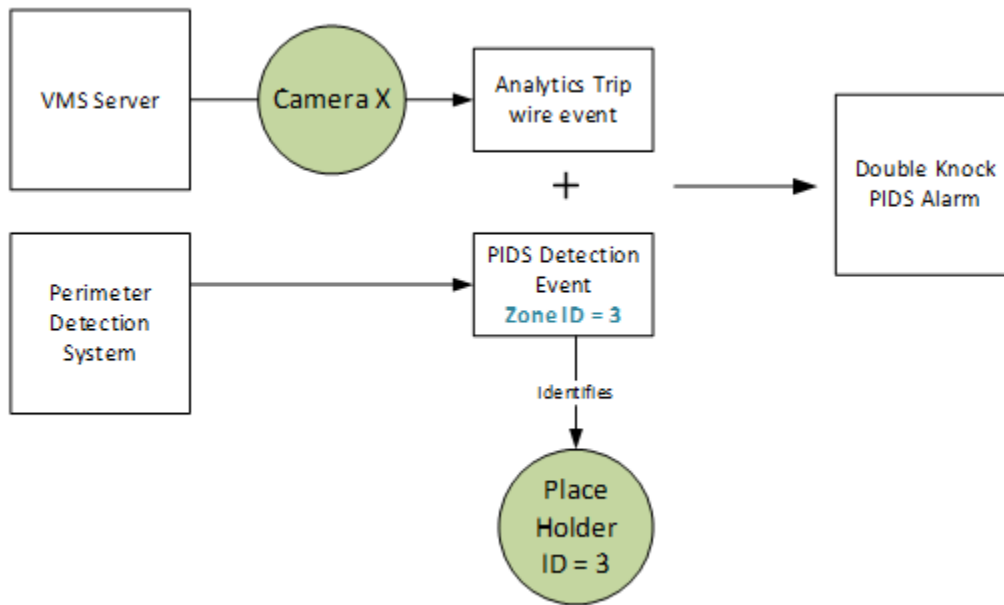 VMS Server
Camera X
Analytics Trip
wire event
+
Double Knock
PIDS Alarm
Perimeter
Detection
System
PIDS Detection
Event
Zone ID = 3
Identifies
Place
Holder
ID = 3